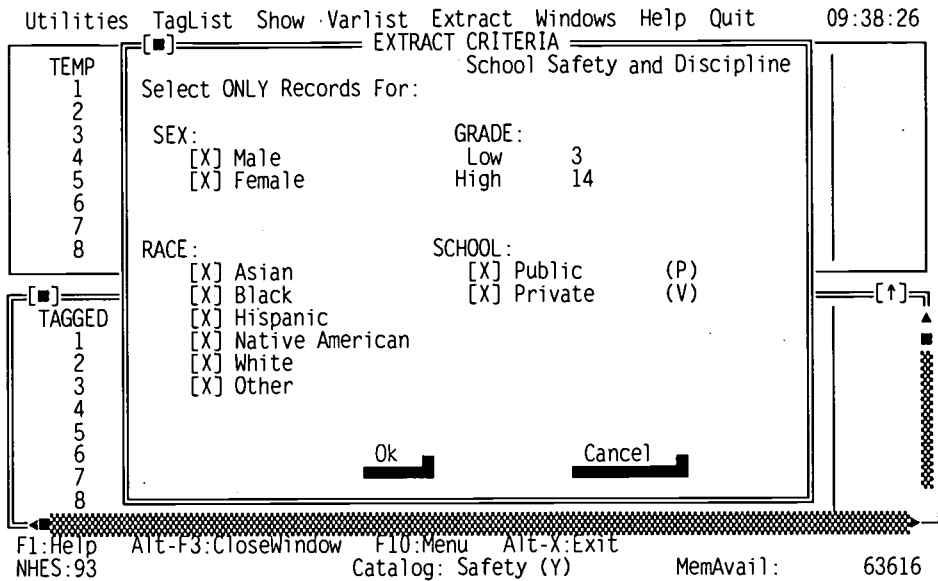 Utilities TagList Show Varlist Extract Windows Help Quit 09:38:26
[■] EXTRACT CRITERIA
School Safety and Discipline
Select ONLY Records For:
SEX: GRADE:
[X] Male Low 3
[X] Female High 14
RACE: SCHOOL:
[X] Asian [X] Public (P)
[X] Black [X] Private (V)
[X] Hispanic
[X] Native American
[X] White
[X] Other
Ok Cancel
TEMP
1
2
3
4
5
6
7
8
[■] [↑]
TAGGED
1
2
3
4
5
6
7
8
F1:Help Alt-F3:CloseWindow F10:Menu Alt-X:Exit
NHES:93 Catalog: Safety (Y) MemAvail: 63616